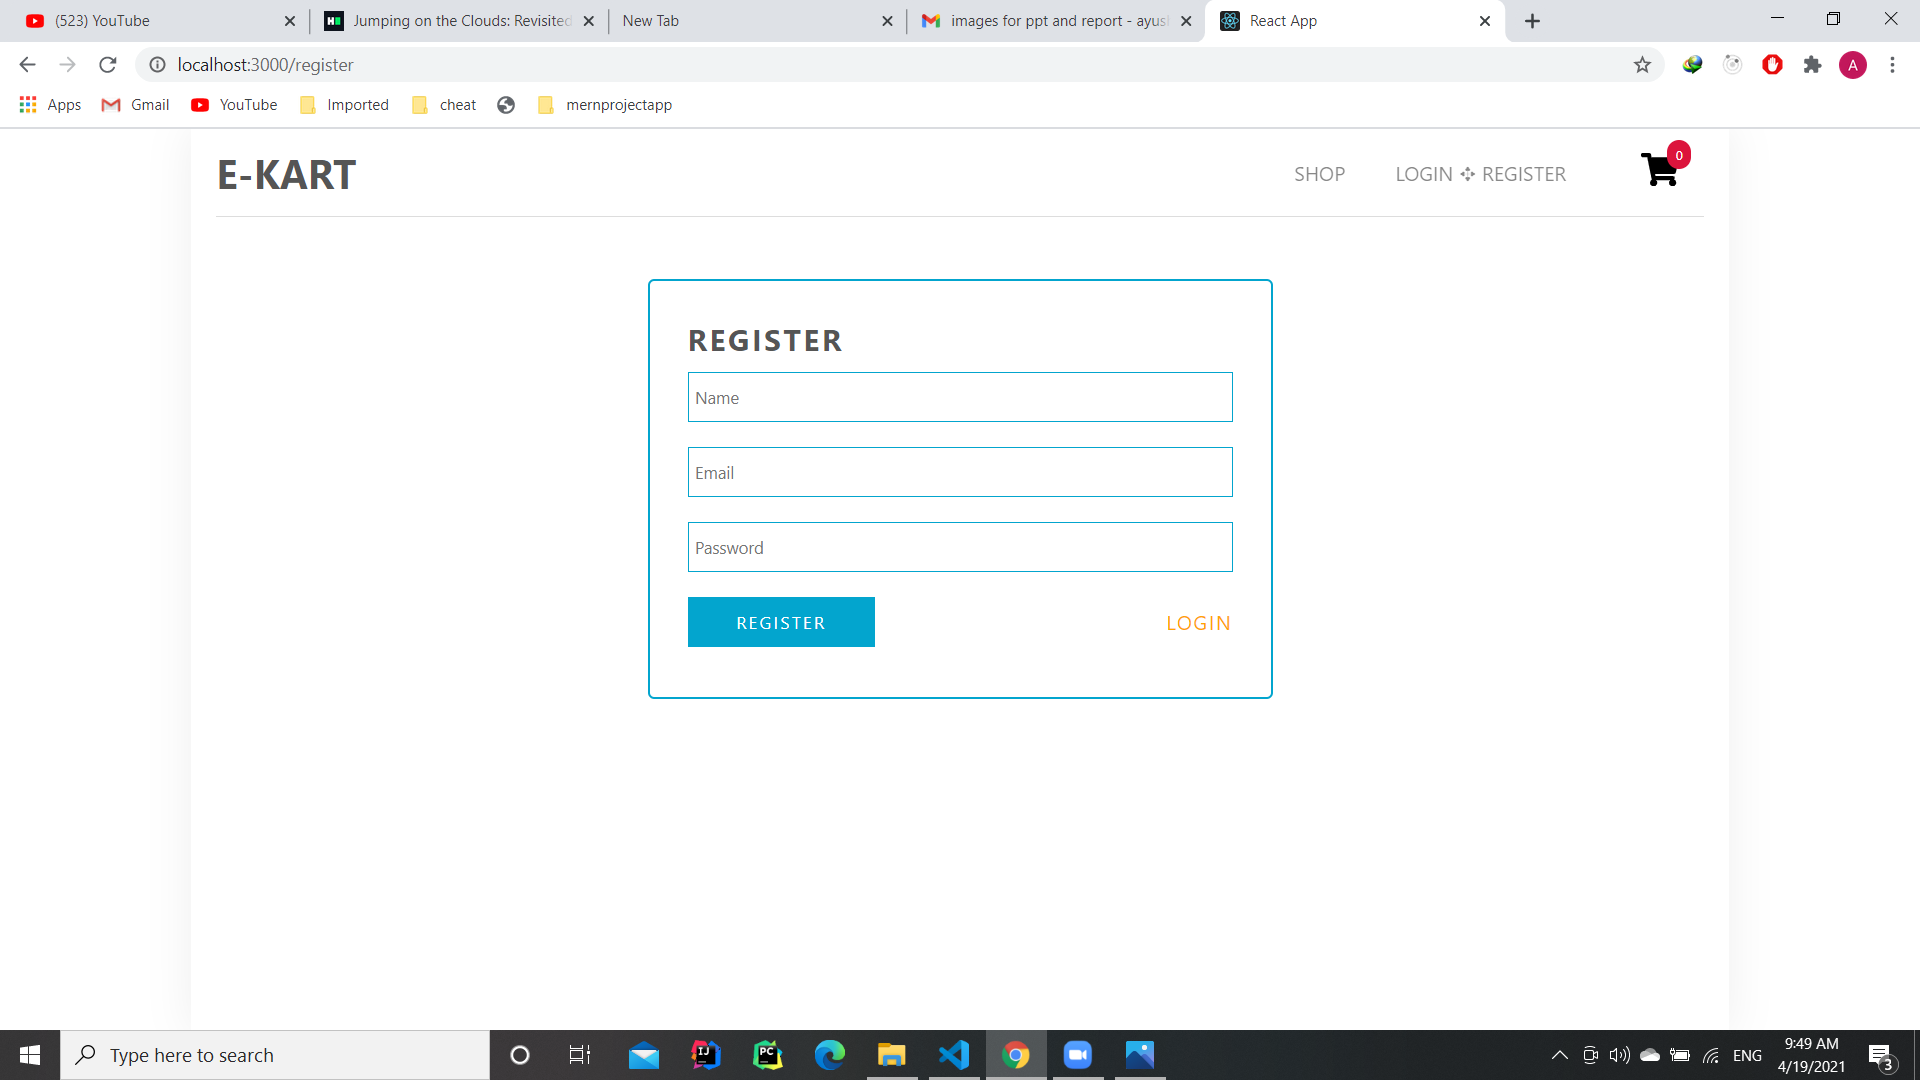 (523) YouTube
Jumping on the Clouds: Revisited
New Tab
images for ppt and report - ayus
React App
localhost:3000/register
A
Apps
Gmail
YouTube
Imported
cheat
mernprojectapp
E-KART
SHOP
LOGIN REGISTER
0
REGISTER
Name
Email
Password
REGISTER
LOGIN
Type here to search
ENG
9:49 AM
4/19/2021
3